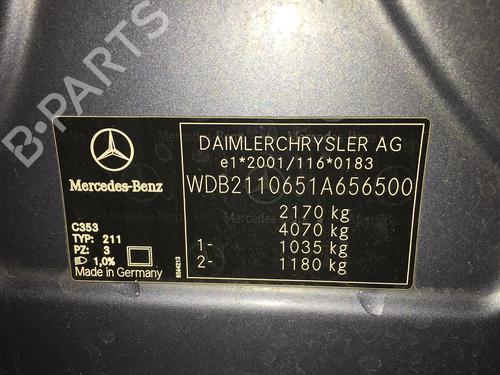 B-PARTS
Mercedes-Benz
C353
TYP: 211
PZ: 3
1,0%
Made in Germany
DAIMLERCHRYSLER AG
e1*2001/116*0183
WDB2110651A656500
2170 kg
4070 kg
1- 1035 kg
2- 1180 kg